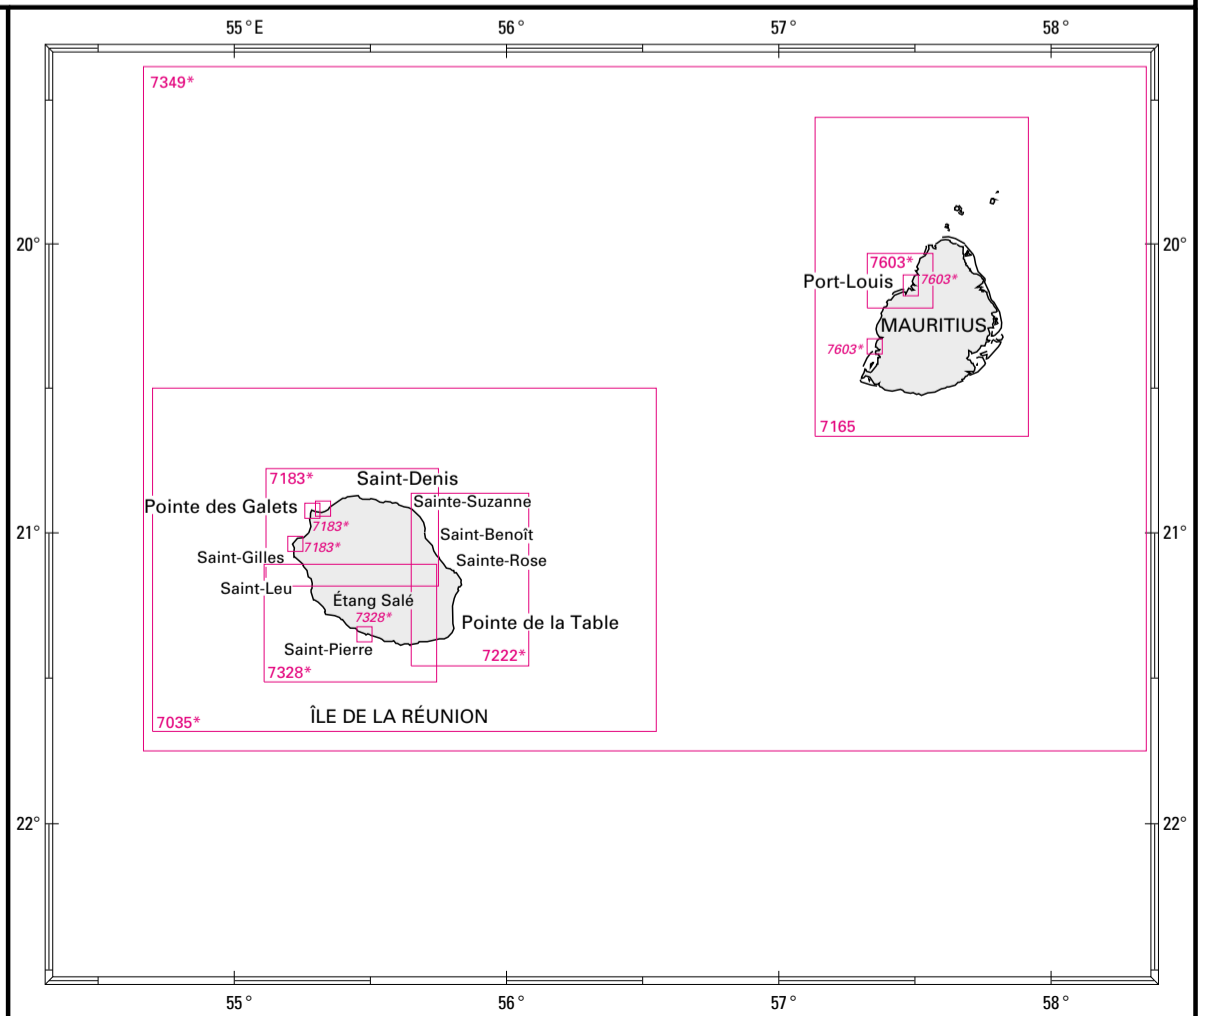 55° E
56°
57°
58°
7349*
20°
20°
7603*
7603*
Port-Louis
MAURITIUS
7603*
7165
7183*
Saint-Denis
Sainte-Suzanne
Pointe des Galets
7183*
21°
21°
Saint-Benoît
7183*
Saint-Gilles
Sainte-Rose
Saint-Leu
Étang Salé
7328*
Pointe de la Table
Saint-Pierre
7222*
7328*
ÎLE DE LA RÉUNION
7035*
22°
22°
55°
56°
57°
58°